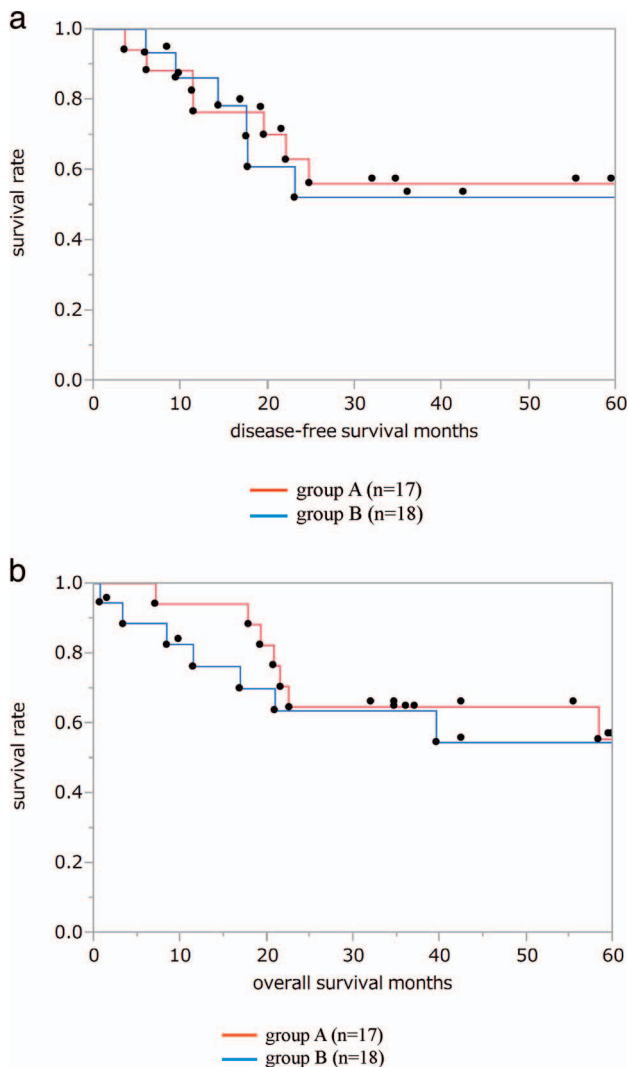 a
1.0
0.8
0.6
0.4
0.2
0.0
survival rate
0 10 20 30 40 50 60
disease-free survival months
group A (n=17)
group B (n=18)
b
1.0
0.8
0.6
0.4
0.2
0.0
survival rate
0 10 20 30 40 50 60
overall survival months
group A (n=17)
group B (n=18)